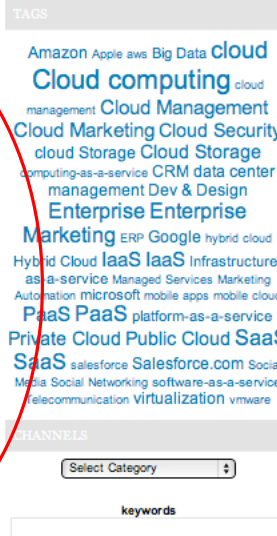 TAGS
Amazon Apple aws Big Data cloud
Cloud computing cloud
management Cloud Management
Cloud Marketing Cloud Security
cloud Storage Cloud Storage
computing-as-a-service CRM data center
management Dev & Design
Enterprise Enterprise
Marketing ERP Google hybrid cloud
Hybrid Cloud IaaS IaaS Infrastructure-
as-a-service Managed Services Marketing
Automation microsoft mobile apps mobile cloud
PaaS PaaS platform-as-a-service
Private Cloud Public Cloud SaaS
SaaS salesforce Salesforce.com Social
Media Social Networking software-as-a-service
Telecommunication virtualization vmware
CHANNELS
Select Category
keywords